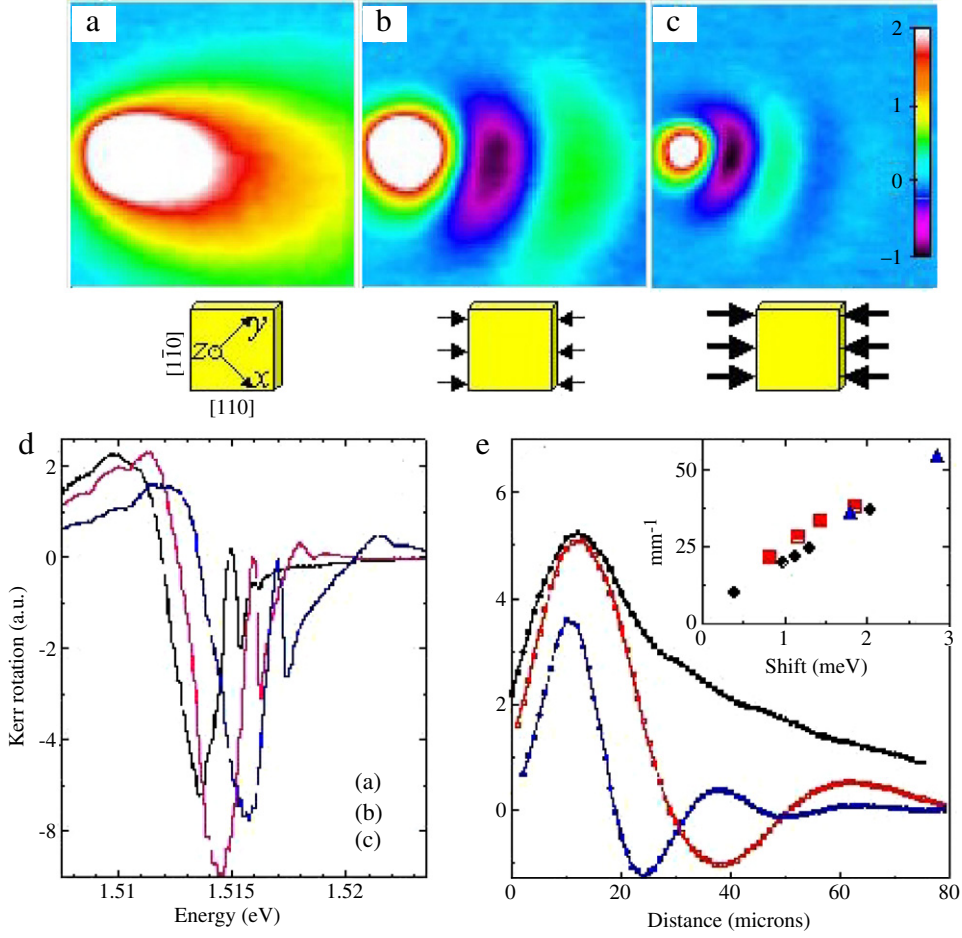 a
b
c
2
1
0
−1
[11̄0]
z
y
x
[110]
d
2
0
-2
-4
-6
-8
Kerr rotation (a.u.)
(a)
(b)
(c)
1.51
1.515
1.52
Energy (eV)
e
6
4
2
0
0
20
40
60
80
Distance (microns)
50
25
0
mm⁻¹
0
1
2
3
Shift (meV)